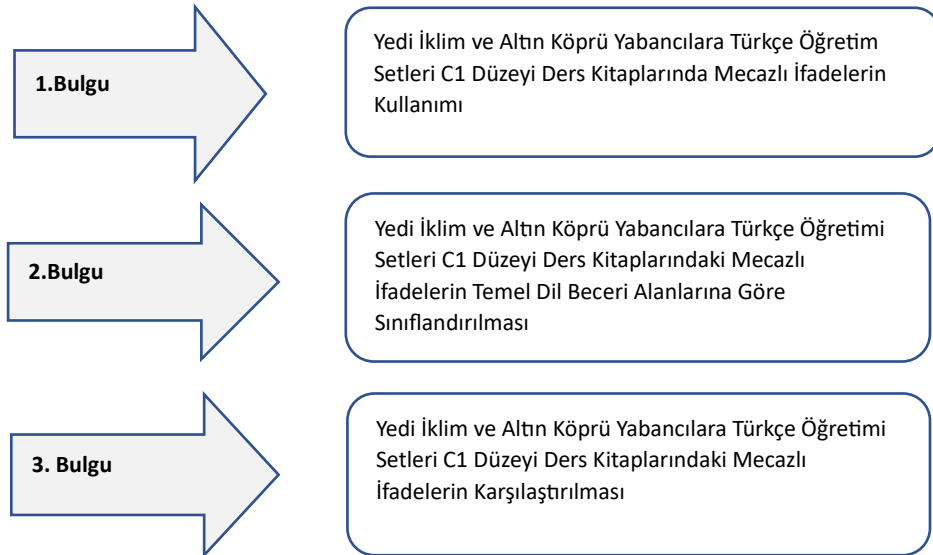 1.Bulgu
Yedi İklim ve Altın Köprü Yabancılara Türkçe Öğretim
Setleri C1 Düzeyi Ders Kitaplarında Mecazlı İfadelerin
Kullanımı
2.Bulgu
Yedi İklim ve Altın Köprü Yabancılara Türkçe Öğretimi
Setleri C1 Düzeyi Ders Kitaplarındaki Mecazlı
İfadelerin Temel Dil Beceri Alanlarına Göre
Sınıflandırılması
3. Bulgu
Yedi İklim ve Altın Köprü Yabancılara Türkçe Öğretimi
Setleri C1 Düzeyi Ders Kitaplarındaki Mecazlı
İfadelerin Karşılaştırılması